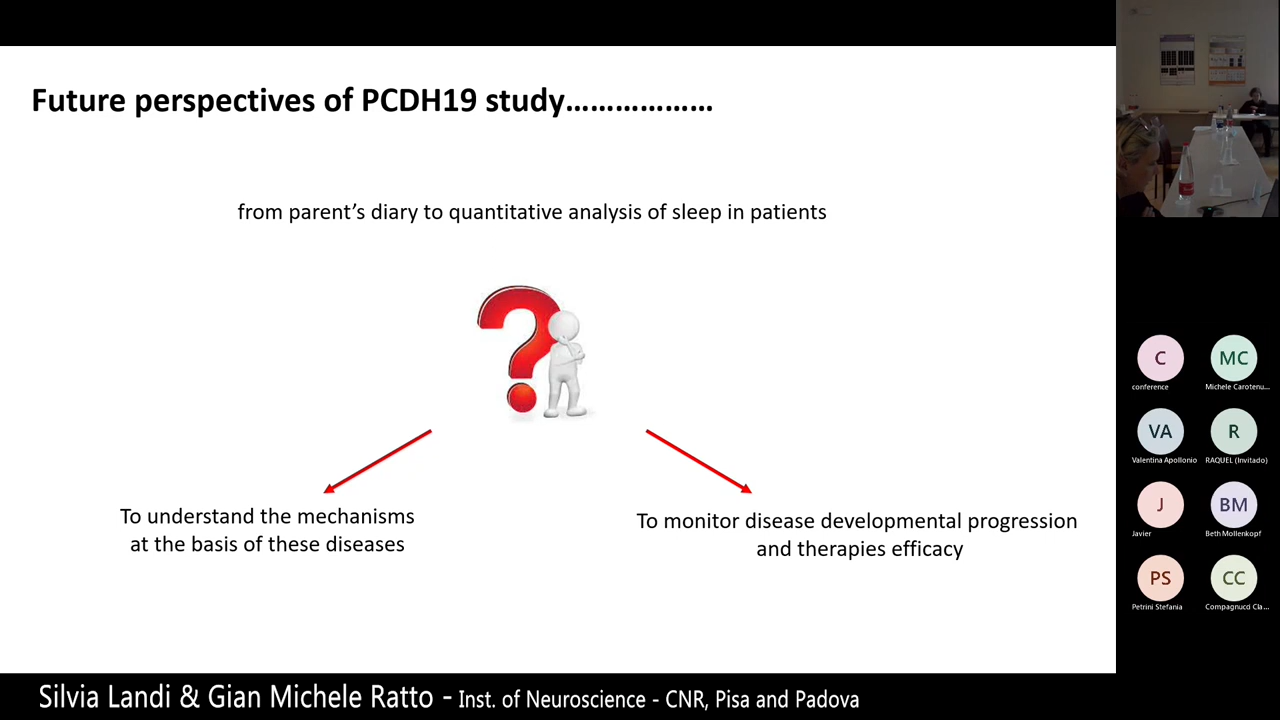 Future perspectives of PCDH19 study………………
from parent’s diary to quantitative analysis of sleep in patients
To understand the mechanisms
at the basis of these diseases
To monitor disease developmental progression
and therapies efficacy
C
conference
MC
Michele Carotenu...
VA
Valentina Apollonio
R
RAQUEL (Invitado)
J
Javier
BM
Beth Mollenkopf
PS
Petrini Stefania
CC
Compagnucci Cla...
Silvia Landi & Gian Michele Ratto - Inst. of Neuroscience - CNR, Pisa and Padova